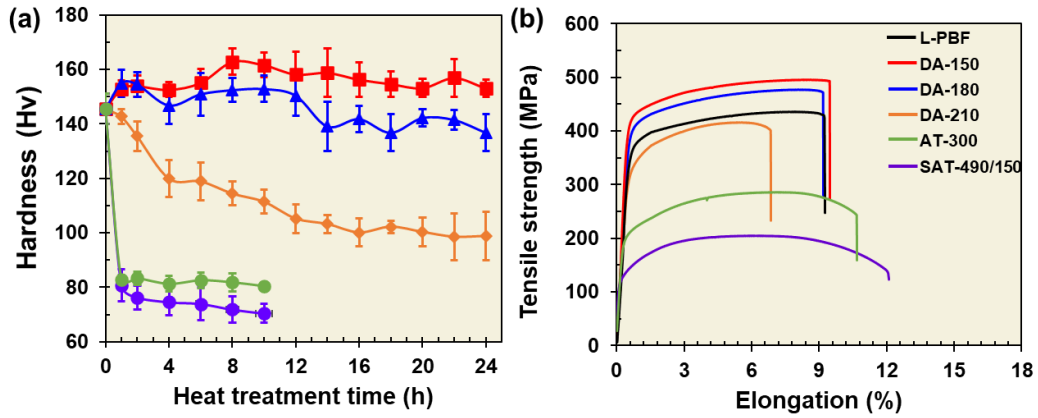 (a)
180
160
140
120
100
80
60
Hardness (Hv)
0
4
8
12
16
20
24
Heat treatment time (h)
(b)
600
500
400
300
200
100
0
Tensile strength (MPa)
0
3
6
9
12
15
18
Elongation (%)
L-PBF
DA-150
DA-180
DA-210
AT-300
SAT-490/150